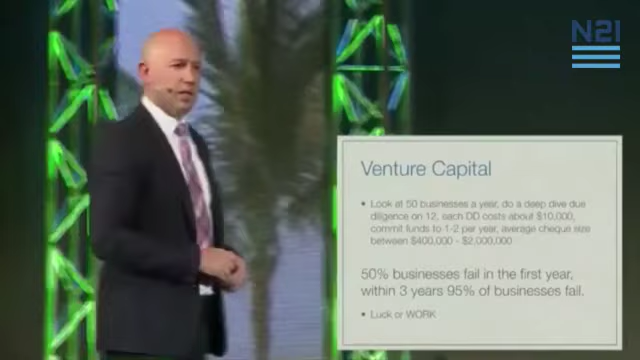 N21
Venture Capital
• Look at 50 businesses a year, do a deep dive due
diligence on 12, each DD costs about $10,000,
commit funds to 1-2 per year, average cheque size
between $400,000 - $2,000,000
50% businesses fail in the first year,
within 3 years 95% of businesses fail.
• Luck or WORK